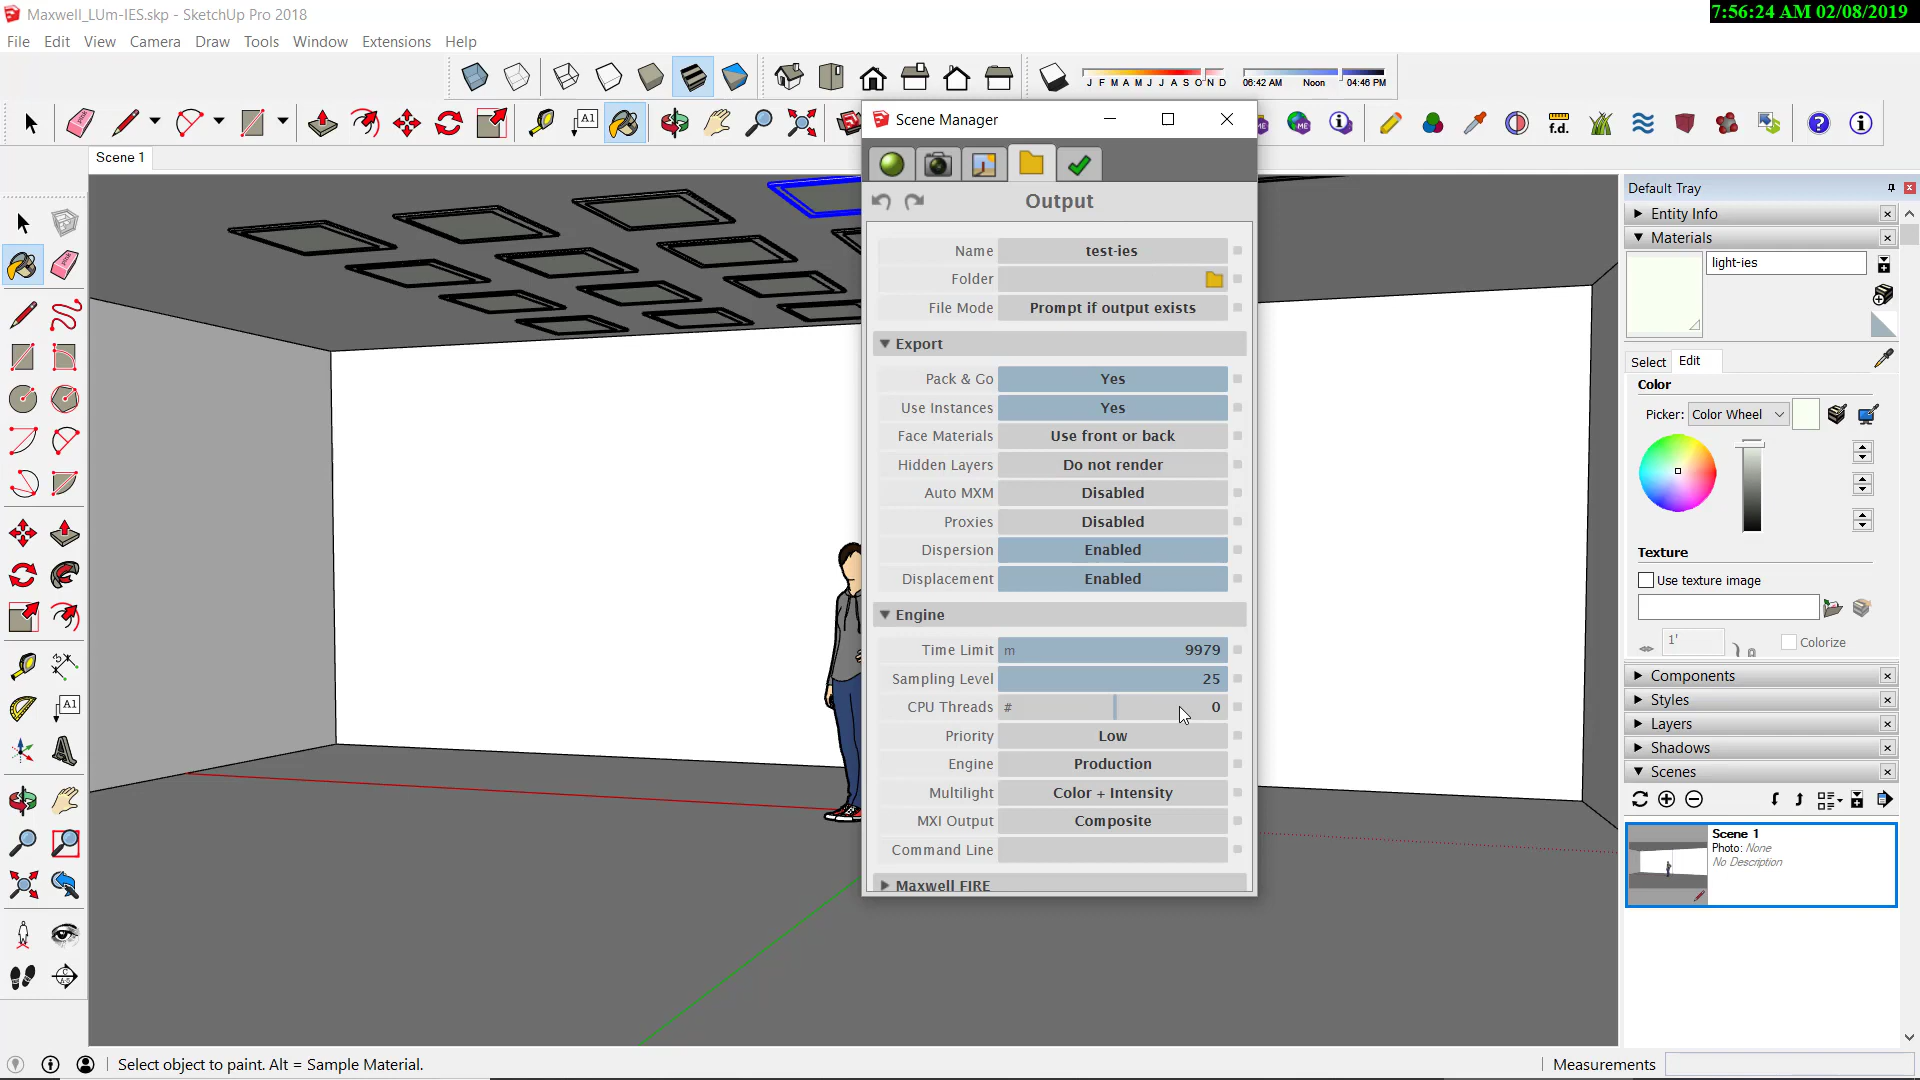 Maxwell_LUm-IES.skp - SketchUp Pro 2018
7:56:24 AM 02/08/2019
File Edit View Camera Draw Tools Window Extensions Help
J F M A M J J A S O N D
06:42 AM Noon 04:46 PM
A1
f.d.
Scene Manager
Scene 1
Output
Name test-ies
Folder
File Mode Prompt if output exists
Export
Pack & Go Yes
Use Instances Yes
Face Materials Use front or back
Hidden Layers Do not render
Auto MXM Disabled
Proxies Disabled
Dispersion Enabled
Displacement Enabled
Engine
Time Limit m 9979
Sampling Level 25
CPU Threads # 0
Priority Low
Engine Production
Multilight Color + Intensity
MXI Output Composite
Command Line
Maxwell FIRE
Default Tray
Entity Info
Materials
light-ies
Select Edit
Color
Picker: Color Wheel
Texture
Use texture image
1' Colorize
Components
Styles
Layers
Shadows
Scenes
Scene 1
Photo: None
No Description
A1
Select object to paint. Alt = Sample Material.
Measurements